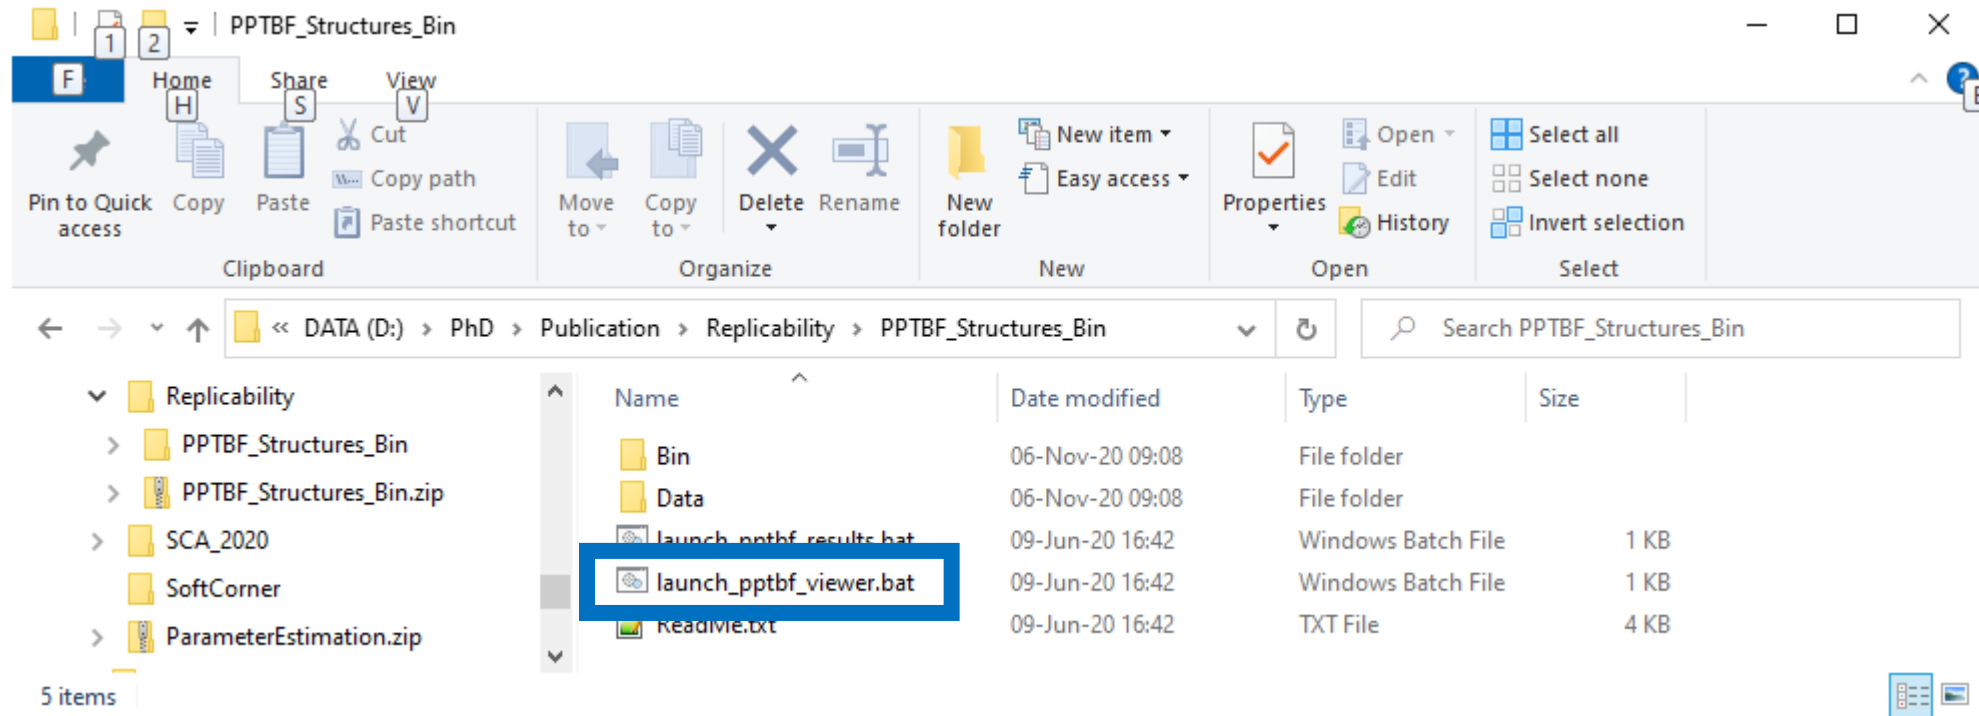 1 2 PPTBF_Structures_Bin
F Home Share View
H S V
Cut
Copy path
Paste shortcut
Pin to Quick access
Copy
Paste
Clipboard
Move to
Copy to
Delete
Rename
Organize
New folder
New item
Easy access
New
Properties
Open
Edit
History
Open
Select all
Select none
Invert selection
Select
« DATA (D:) > PhD > Publication > Replicability > PPTBF_Structures_Bin
Search PPTBF_Structures_Bin
Replicability
PPTBF_Structures_Bin
PPTBF_Structures_Bin.zip
SCA_2020
SoftCorner
ParameterEstimation.zip
Name Date modified Type Size
Bin 06-Nov-20 09:08 File folder
Data 06-Nov-20 09:08 File folder
launch_pptbf_results.bat 09-Jun-20 16:42 Windows Batch File 1 KB
launch_pptbf_viewer.bat 09-Jun-20 16:42 Windows Batch File 1 KB
ReadMe.txt 09-Jun-20 16:42 TXT File 4 KB
5 items